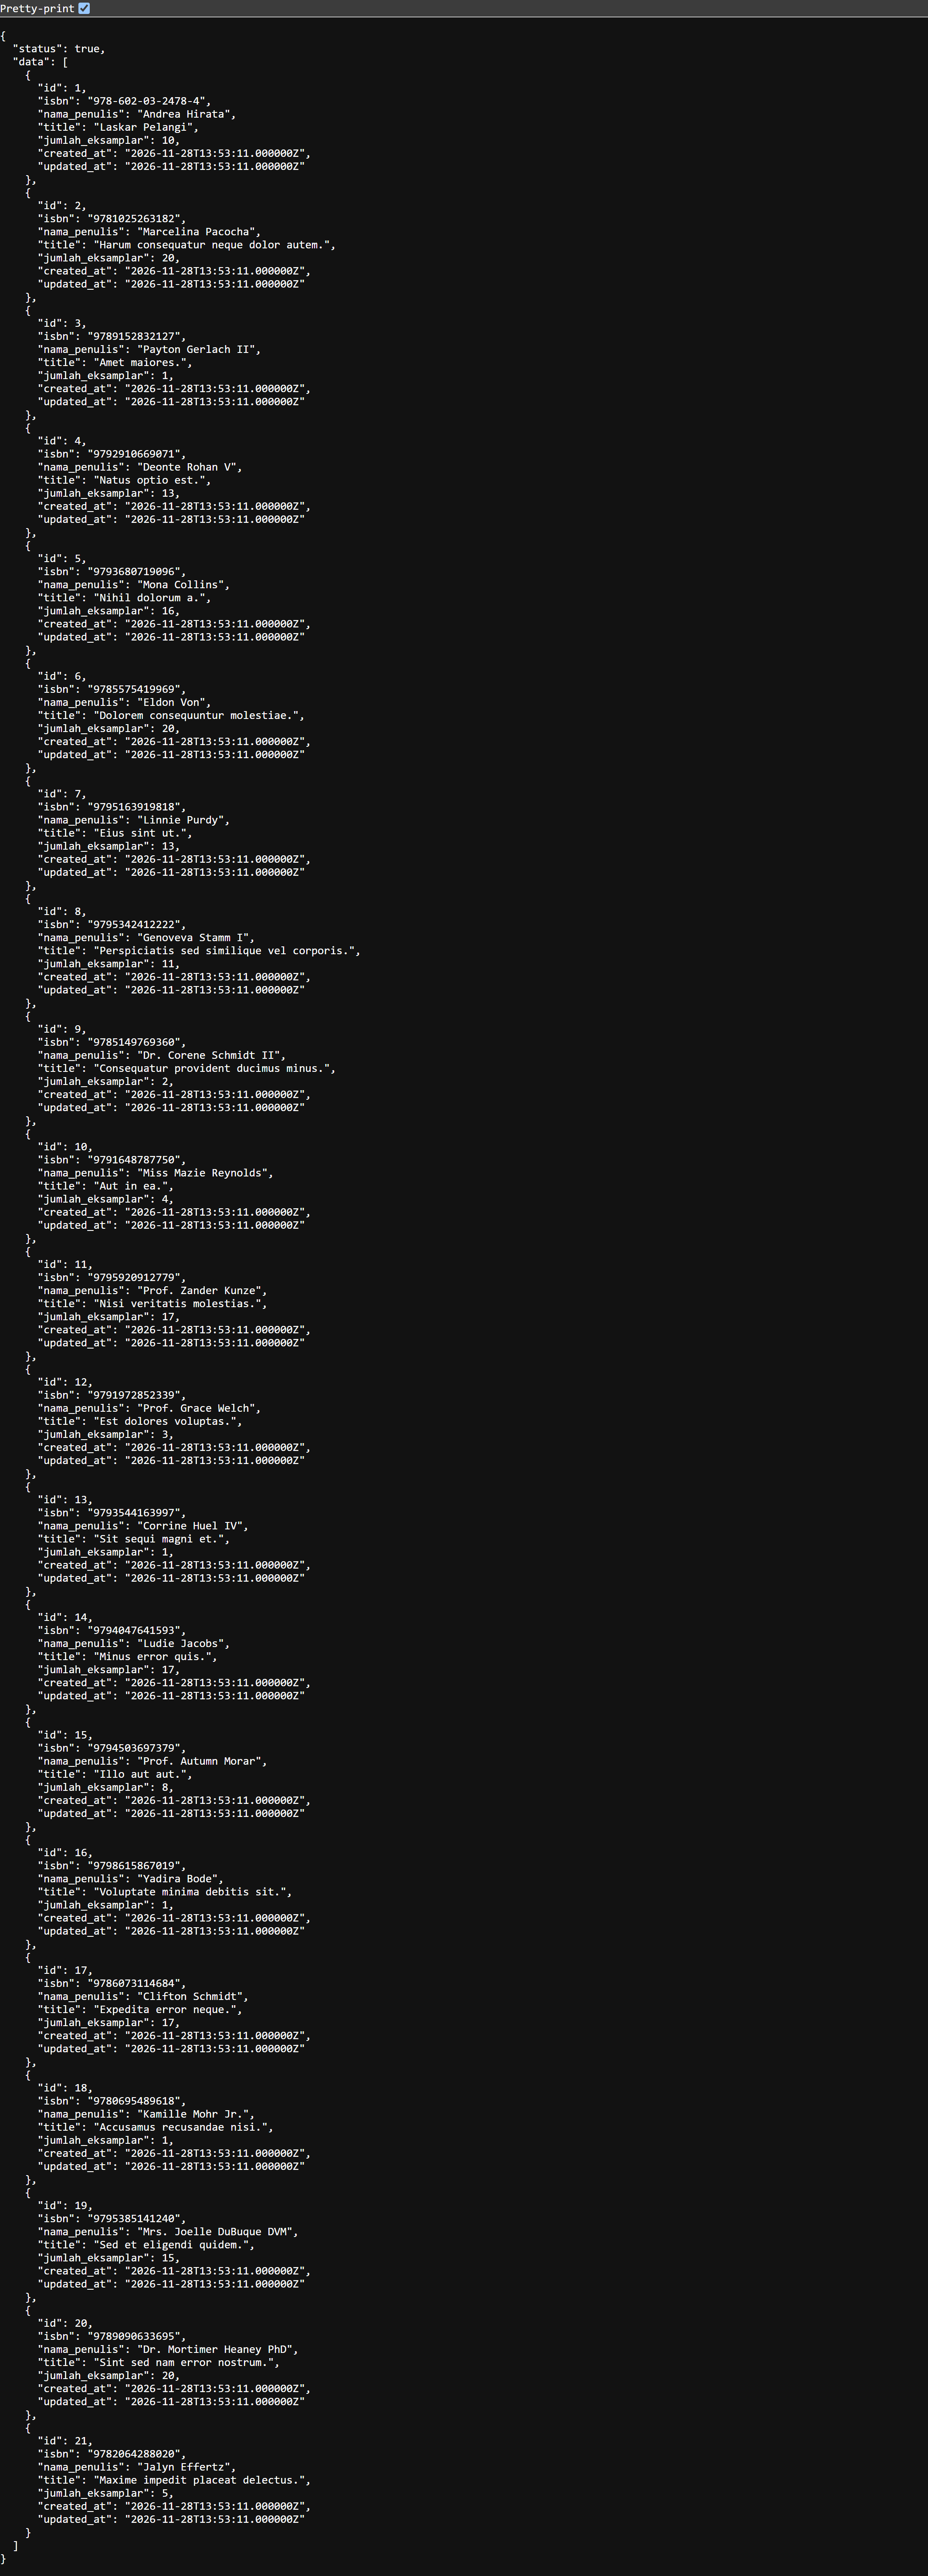 Pretty-print
{
  "status": true,
  "data": [
    {
      "id": 1,
      "isbn": "978-602-03-2478-4",
      "nama_penulis": "Andrea Hirata",
      "title": "Laskar Pelangi",
      "jumlah_eksamplar": 10,
      "created_at": "2026-11-28T13:53:11.000000Z",
      "updated_at": "2026-11-28T13:53:11.000000Z"
    },
    {
      "id": 2,
      "isbn": "9781025263182",
      "nama_penulis": "Marcelina Pacocha",
      "title": "Harum consequatur neque dolor autem.",
      "jumlah_eksamplar": 20,
      "created_at": "2026-11-28T13:53:11.000000Z",
      "updated_at": "2026-11-28T13:53:11.000000Z"
    },
    {
      "id": 3,
      "isbn": "9789152832127",
      "nama_penulis": "Payton Gerlach II",
      "title": "Amet maiores.",
      "jumlah_eksamplar": 1,
      "created_at": "2026-11-28T13:53:11.000000Z",
      "updated_at": "2026-11-28T13:53:11.000000Z"
    },
    {
      "id": 4,
      "isbn": "9792910669071",
      "nama_penulis": "Deonte Rohan V",
      "title": "Natus optio est.",
      "jumlah_eksamplar": 13,
      "created_at": "2026-11-28T13:53:11.000000Z",
      "updated_at": "2026-11-28T13:53:11.000000Z"
    },
    {
      "id": 5,
      "isbn": "9793680719096",
      "nama_penulis": "Mona Collins",
      "title": "Nihil dolorum a.",
      "jumlah_eksamplar": 16,
      "created_at": "2026-11-28T13:53:11.000000Z",
      "updated_at": "2026-11-28T13:53:11.000000Z"
    },
    {
      "id": 6,
      "isbn": "9785575419969",
      "nama_penulis": "Eldon Von",
      "title": "Dolorem consequuntur molestiae.",
      "jumlah_eksamplar": 20,
      "created_at": "2026-11-28T13:53:11.000000Z",
      "updated_at": "2026-11-28T13:53:11.000000Z"
    },
    {
      "id": 7,
      "isbn": "9795163919818",
      "nama_penulis": "Linnie Purdy",
      "title": "Eius sint ut.",
      "jumlah_eksamplar": 13,
      "created_at": "2026-11-28T13:53:11.000000Z",
      "updated_at": "2026-11-28T13:53:11.000000Z"
    },
    {
      "id": 8,
      "isbn": "9795342412222",
      "nama_penulis": "Genoveva Stamm I",
      "title": "Perspiciatis sed similique vel corporis.",
      "jumlah_eksamplar": 11,
      "created_at": "2026-11-28T13:53:11.000000Z",
      "updated_at": "2026-11-28T13:53:11.000000Z"
    },
    {
      "id": 9,
      "isbn": "9785149769360",
      "nama_penulis": "Dr. Corene Schmidt II",
      "title": "Consequatur provident ducimus minus.",
      "jumlah_eksamplar": 2,
      "created_at": "2026-11-28T13:53:11.000000Z",
      "updated_at": "2026-11-28T13:53:11.000000Z"
    },
    {
      "id": 10,
      "isbn": "9791648787750",
      "nama_penulis": "Miss Mazie Reynolds",
      "title": "Aut in ea.",
      "jumlah_eksamplar": 4,
      "created_at": "2026-11-28T13:53:11.000000Z",
      "updated_at": "2026-11-28T13:53:11.000000Z"
    },
    {
      "id": 11,
      "isbn": "9795920912779",
      "nama_penulis": "Prof. Zander Kunze",
      "title": "Nisi veritatis molestias.",
      "jumlah_eksamplar": 17,
      "created_at": "2026-11-28T13:53:11.000000Z",
      "updated_at": "2026-11-28T13:53:11.000000Z"
    },
    {
      "id": 12,
      "isbn": "9791972852339",
      "nama_penulis": "Prof. Grace Welch",
      "title": "Est dolores voluptas.",
      "jumlah_eksamplar": 3,
      "created_at": "2026-11-28T13:53:11.000000Z",
      "updated_at": "2026-11-28T13:53:11.000000Z"
    },
    {
      "id": 13,
      "isbn": "9793544163997",
      "nama_penulis": "Corrine Huel IV",
      "title": "Sit sequi magni et.",
      "jumlah_eksamplar": 1,
      "created_at": "2026-11-28T13:53:11.000000Z",
      "updated_at": "2026-11-28T13:53:11.000000Z"
    },
    {
      "id": 14,
      "isbn": "9794047641593",
      "nama_penulis": "Ludie Jacobs",
      "title": "Minus error quis.",
      "jumlah_eksamplar": 17,
      "created_at": "2026-11-28T13:53:11.000000Z",
      "updated_at": "2026-11-28T13:53:11.000000Z"
    },
    {
      "id": 15,
      "isbn": "9794503697379",
      "nama_penulis": "Prof. Autumn Morar",
      "title": "Illo aut aut.",
      "jumlah_eksamplar": 8,
      "created_at": "2026-11-28T13:53:11.000000Z",
      "updated_at": "2026-11-28T13:53:11.000000Z"
    },
    {
      "id": 16,
      "isbn": "9798615867019",
      "nama_penulis": "Yadira Bode",
      "title": "Voluptate minima debitis sit.",
      "jumlah_eksamplar": 1,
      "created_at": "2026-11-28T13:53:11.000000Z",
      "updated_at": "2026-11-28T13:53:11.000000Z"
    },
    {
      "id": 17,
      "isbn": "9786073114684",
      "nama_penulis": "Clifton Schmidt",
      "title": "Expedita error neque.",
      "jumlah_eksamplar": 17,
      "created_at": "2026-11-28T13:53:11.000000Z",
      "updated_at": "2026-11-28T13:53:11.000000Z"
    },
    {
      "id": 18,
      "isbn": "9780695489618",
      "nama_penulis": "Kamille Mohr Jr.",
      "title": "Accusamus recusandae nisi.",
      "jumlah_eksamplar": 1,
      "created_at": "2026-11-28T13:53:11.000000Z",
      "updated_at": "2026-11-28T13:53:11.000000Z"
    },
    {
      "id": 19,
      "isbn": "9795385141240",
      "nama_penulis": "Mrs. Joelle DuBuque DVM",
      "title": "Sed et eligendi quidem.",
      "jumlah_eksamplar": 15,
      "created_at": "2026-11-28T13:53:11.000000Z",
      "updated_at": "2026-11-28T13:53:11.000000Z"
    },
    {
      "id": 20,
      "isbn": "9789090633695",
      "nama_penulis": "Dr. Mortimer Heaney PhD",
      "title": "Sint sed nam error nostrum.",
      "jumlah_eksamplar": 20,
      "created_at": "2026-11-28T13:53:11.000000Z",
      "updated_at": "2026-11-28T13:53:11.000000Z"
    },
    {
      "id": 21,
      "isbn": "9782064288020",
      "nama_penulis": "Jalyn Effertz",
      "title": "Maxime impedit placeat delectus.",
      "jumlah_eksamplar": 5,
      "created_at": "2026-11-28T13:53:11.000000Z",
      "updated_at": "2026-11-28T13:53:11.000000Z"
    }
  ]
}